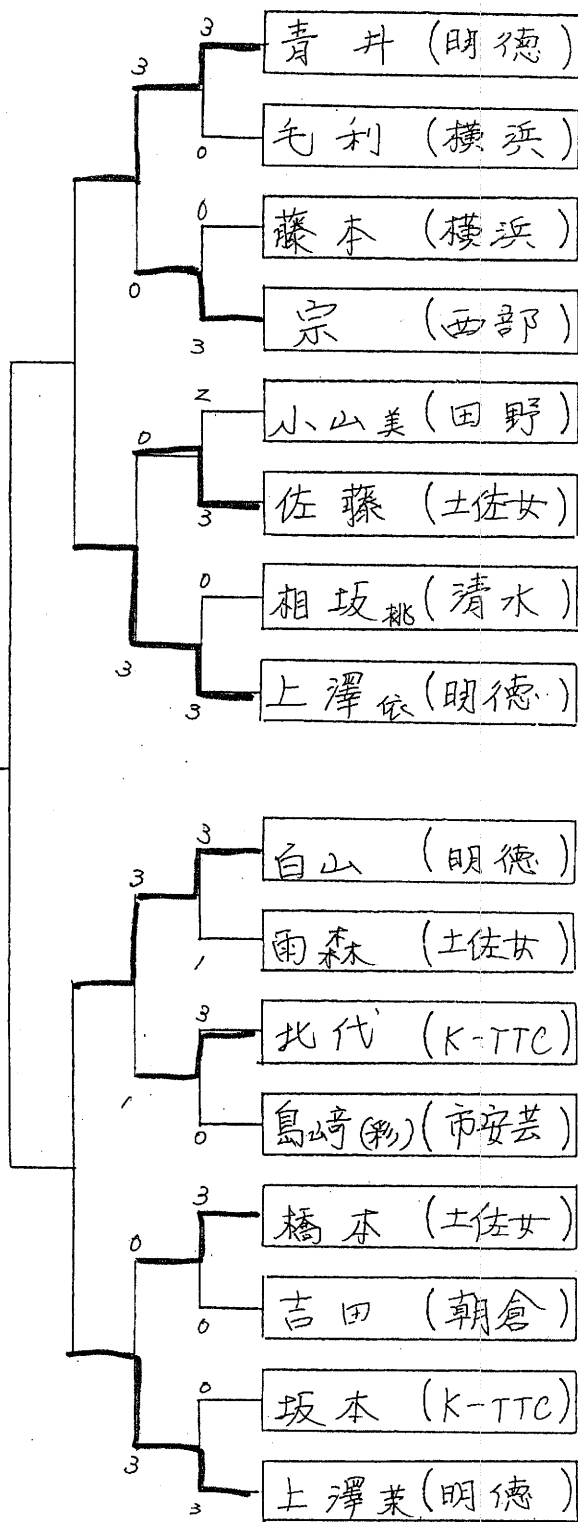 3
3
青井 (明徳)
0
毛利 (横浜)
0
藤本 (横浜)
0
宗 (西部)
3
2
小山美 (田野)
0
佐藤 (土佐女)
3
0
相坂桃 (清水)
3
上澤依 (明徳)
3
3
白山 (明徳)
3
雨森 (土佐女)
1
3
北代 (K-TTC)
1
島崎(彩) (市安芸)
0
3
橋本 (土佐女)
0
吉田 (朝倉)
0
0
坂本 (K-TTC)
3
上澤茉 (明徳)
3